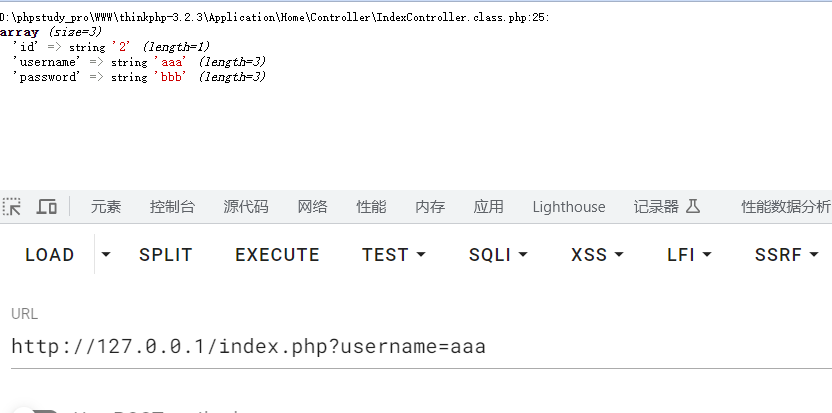 D:\phpstudy_pro\WWW\thinkphp-3.2.3\Application\Home\Controller\IndexController.class.php:25:
array (size=3)
'id' => string '2' (length=1)
'username' => string 'aaa' (length=3)
'password' => string 'bbb' (length=3)
元素 控制台 源代码 网络 性能 内存 应用 Lighthouse 记录器 性能数据分析
LOAD SPLIT EXECUTE TEST SQLI XSS LFI SSRF
URL
http://127.0.0.1/index.php?username=aaa